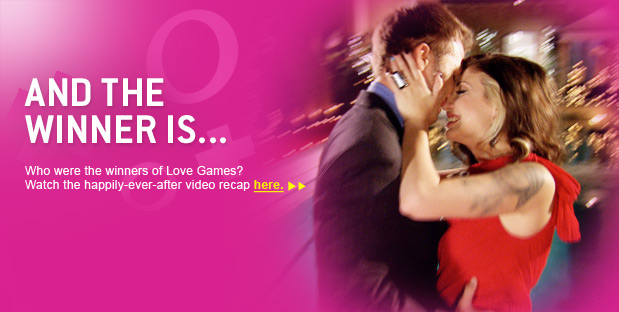 AND THE
WINNER IS...
Who were the winners of Love Games?
Watch the happily-ever-after video recap here.